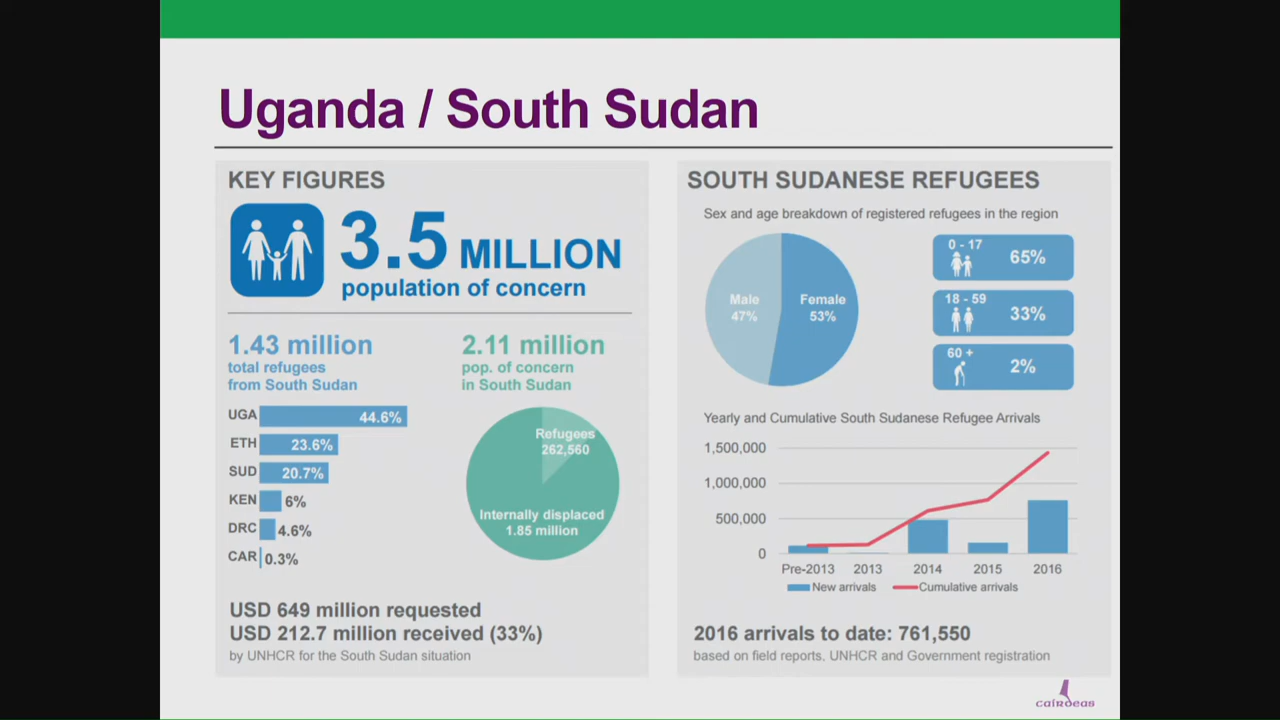 Uganda / South Sudan
KEY FIGURES
3.5 MILLION
population of concern
1.43 million
total refugees
from South Sudan
UGA 44.6%
ETH 23.6%
SUD 20.7%
KEN 6%
DRC 4.6%
CAR 0.3%
2.11 million
pop. of concern
in South Sudan
Refugees
262,560
Internally displaced
1.85 million
USD 649 million requested
USD 212.7 million received (33%)
by UNHCR for the South Sudan situation
SOUTH SUDANESE REFUGEES
Sex and age breakdown of registered refugees in the region
Male
47%
Female
53%
0 - 17
65%
18 - 59
33%
60 +
2%
Yearly and Cumulative South Sudanese Refugee Arrivals
1,500,000
1,000,000
500,000
0
Pre-2013 2013 2014 2015 2016
New arrivals Cumulative arrivals
2016 arrivals to date: 761,550
based on field reports, UNHCR and Government registration
cairdeas